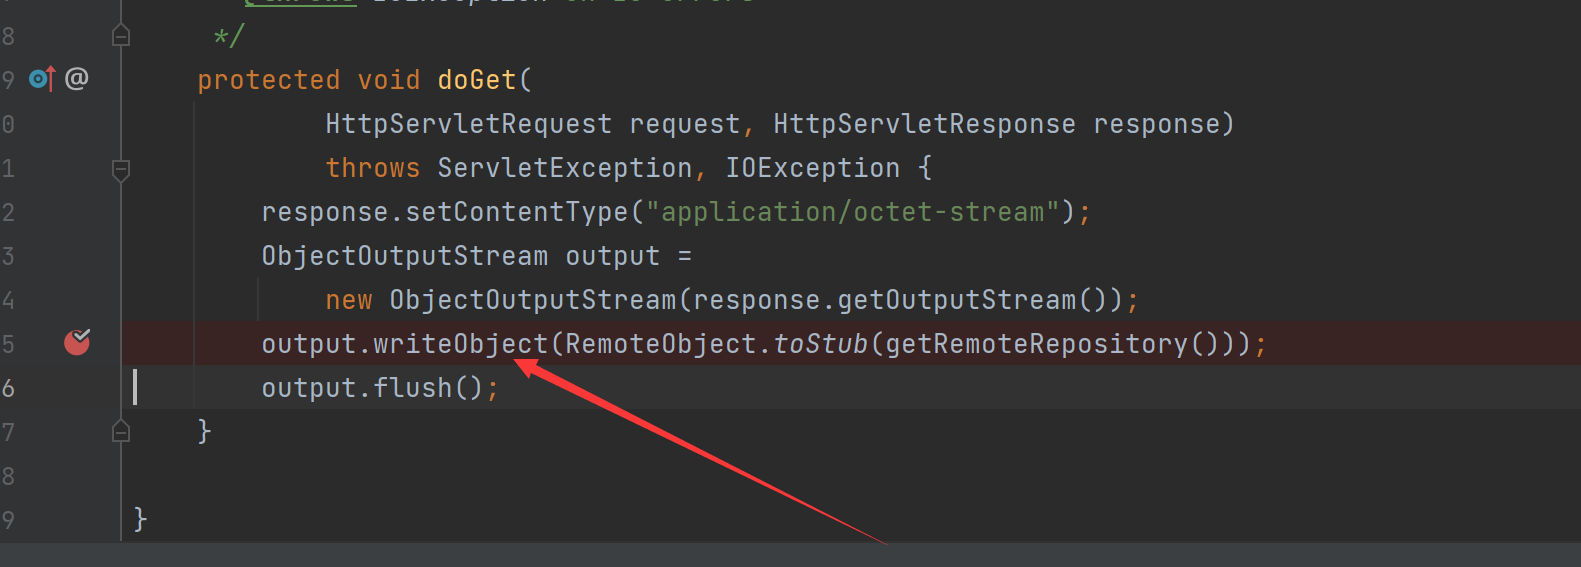 8 */
9 @ protected void doGet(
0 HttpServletRequest request, HttpServletResponse response)
1 throws ServletException, IOException {
2 response.setContentType("application/octet-stream");
3 ObjectOutputStream output =
4 new ObjectOutputStream(response.getOutputStream());
5 output.writeObject(RemoteObject.toStub(getRemoteRepository()));
6 output.flush();
7 }
8
9 }